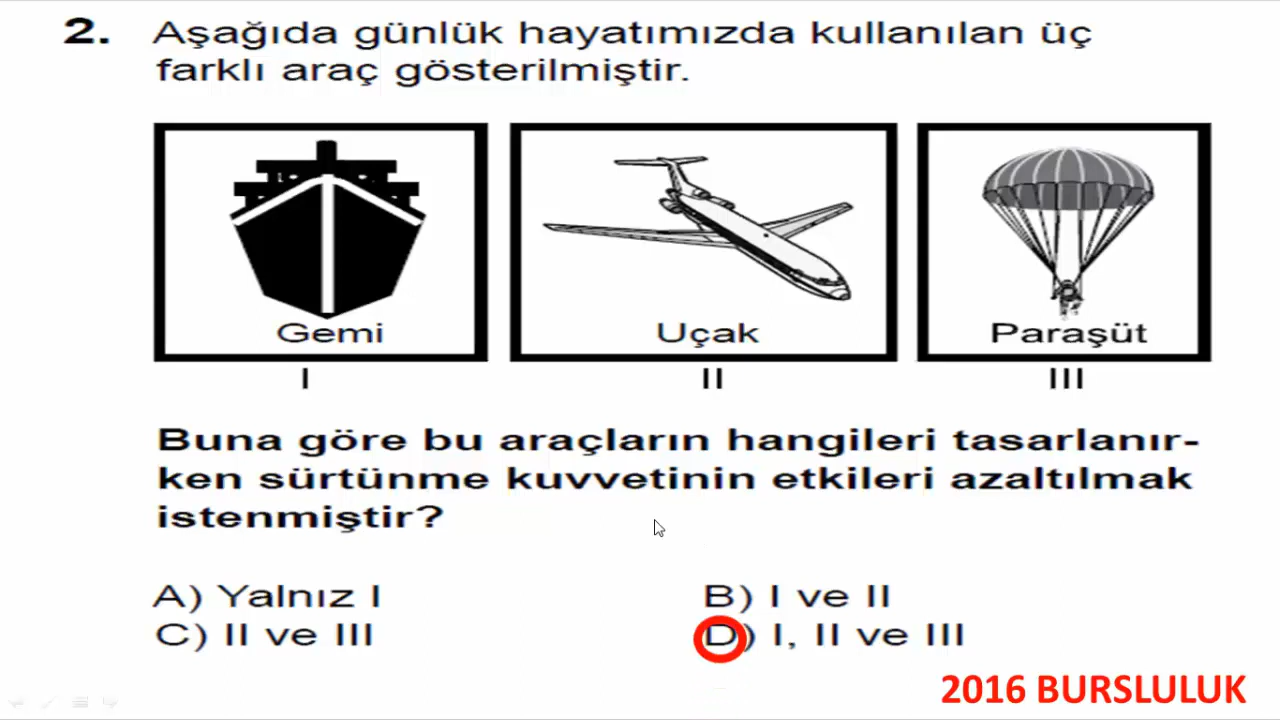 2. Aşağıda günlük hayatımızda kullanılan üç
farklı araç gösterilmiştir.
Gemi
Uçak
Paraşüt
I
II
III
Buna göre bu araçların hangileri tasarlanır-
ken sürtünme kuvvetinin etkileri azaltılmak
istenmiştir?
A) Yalnız I
B) I ve II
C) II ve III
D) I, II ve III
2016 BURSLULUK